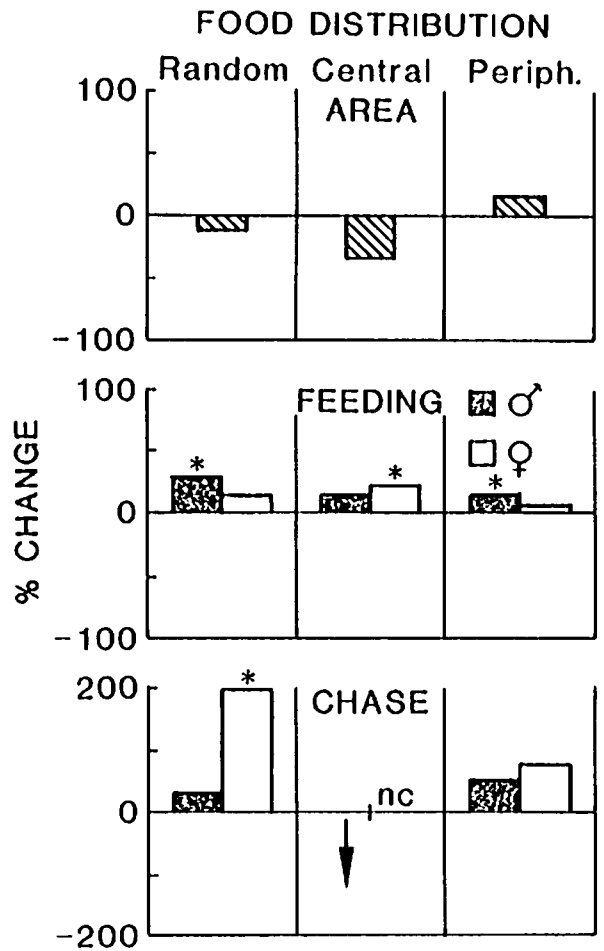 FOOD DISTRIBUTION
Random Central Periph.
AREA
100
0
-100
% CHANGE
FEEDING ♂
♀
100
* * *
0
-100
CHASE
200
*
nc
0
-200